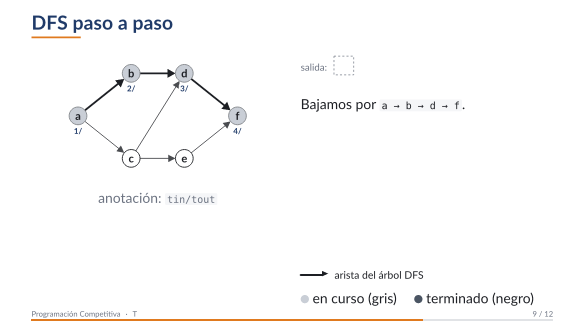 DFS paso a paso
salida:
Bajamos por a → b → d → f.
b
d
2/
3/
a
f
1/
4/
c
e
anotación: tin/tout
arista del árbol DFS
en curso (gris) terminado (negro)
Programación Competitiva · T
9 / 12